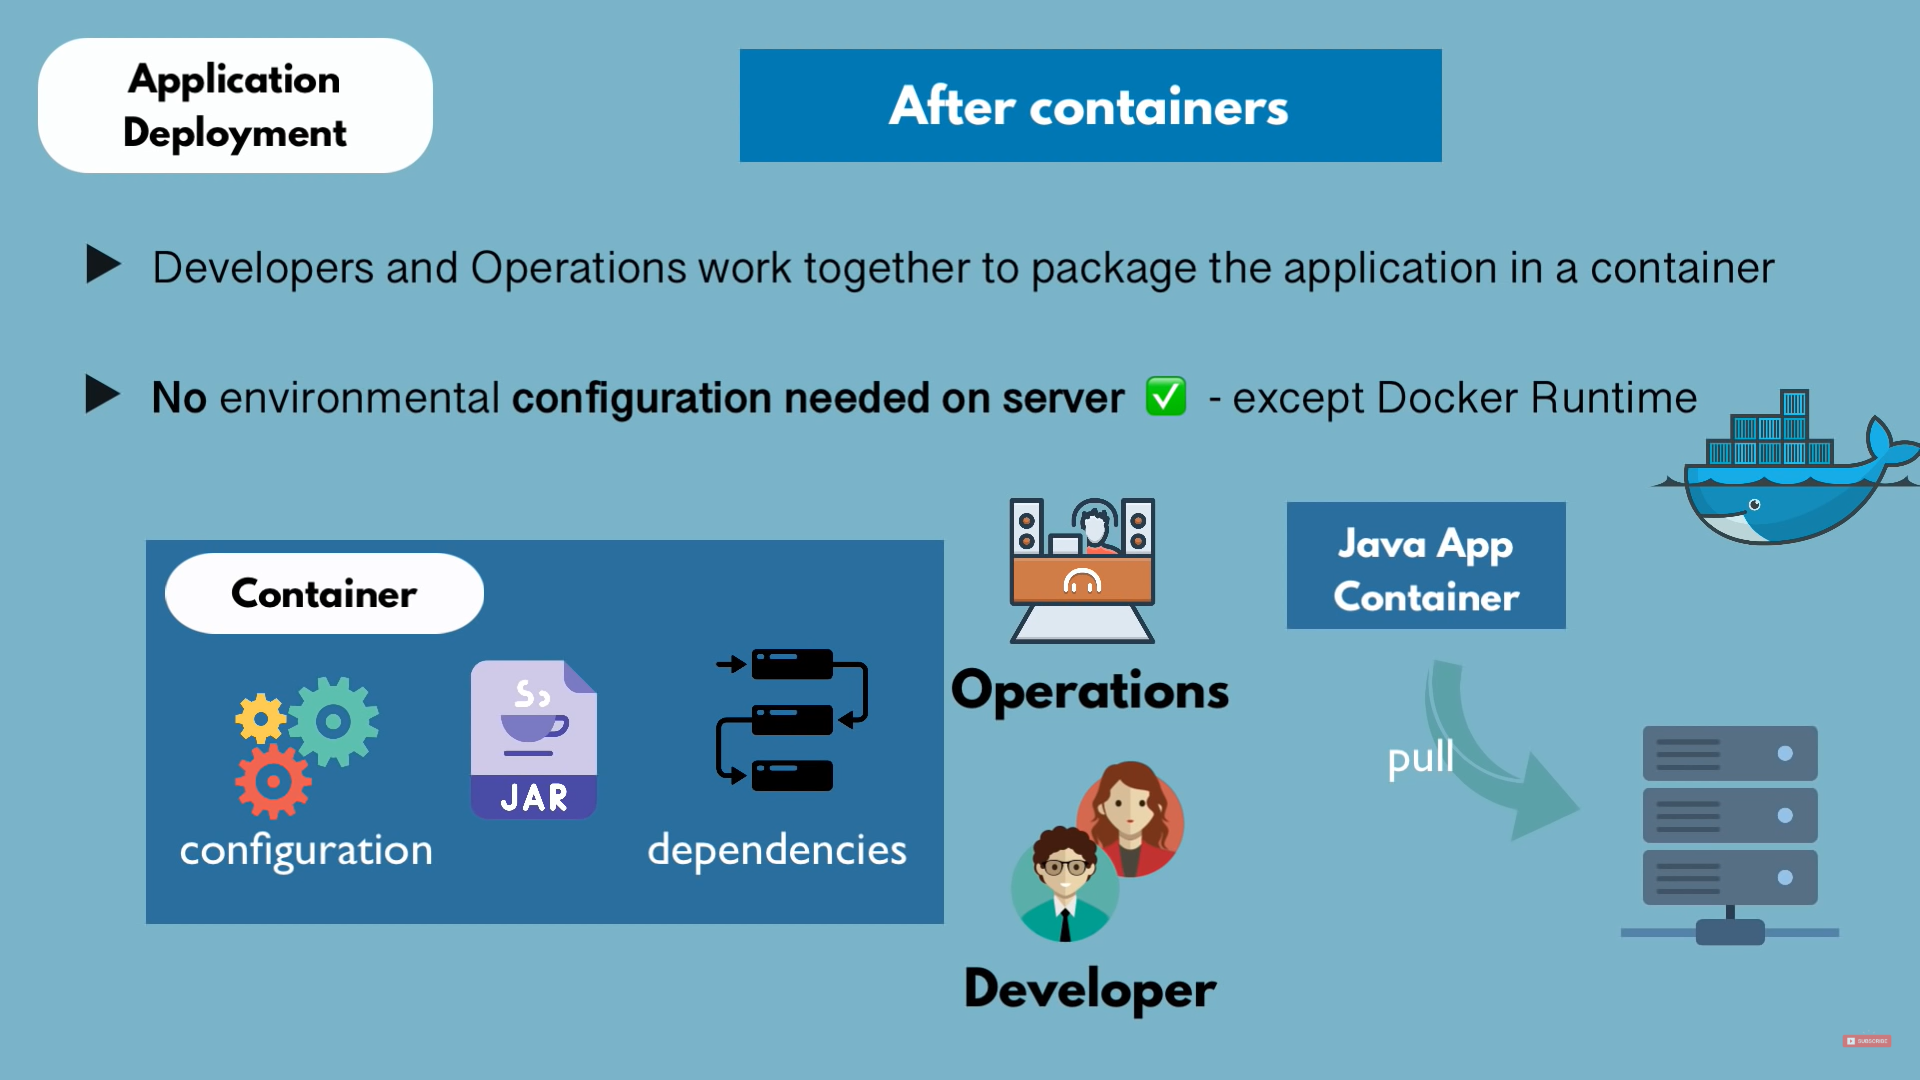 Application
Deployment
After containers
Developers and Operations work together to package the application in a container
No environmental configuration needed on server ✅ - except Docker Runtime
Container
JAR
configuration
dependencies
Operations
Developer
Java App
Container
pull
SUBSCRIBE